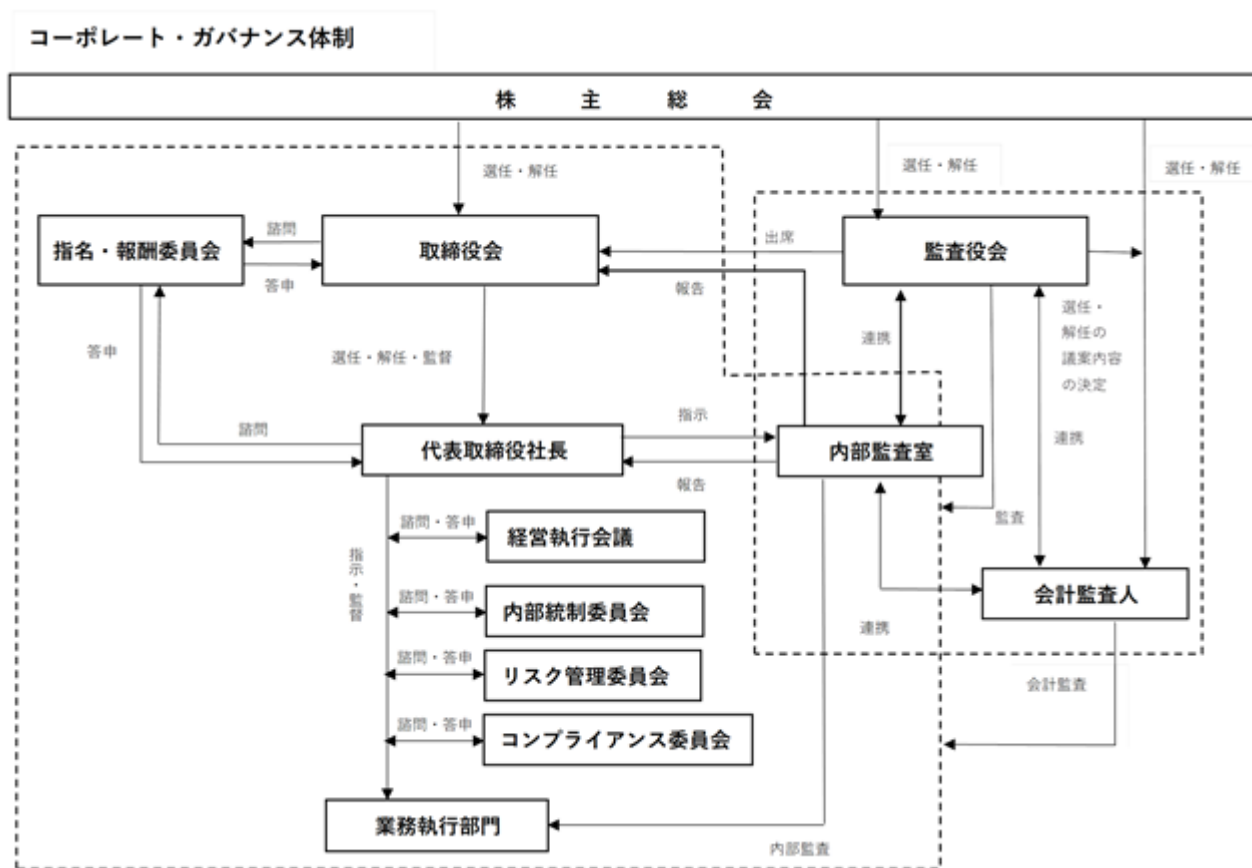 コーポレート・ガバナンス体制
株主総会
選任・解任
選任・解任
選任・解任
指名・報酬委員会
諮問
答申
取締役会
出席
報告
監査役会
答申
選任・解任・監督
連携
選任・
解任の
議案内容
の決定
諮問
代表取締役社長
指示
報告
内部監査室
連携
監査
諮問・答申
経営執行会議
指示・監督
会計監査人
諮問・答申
内部統制委員会
連携
諮問・答申
リスク管理委員会
会計監査
諮問・答申
コンプライアンス委員会
業務執行部門
内部監査